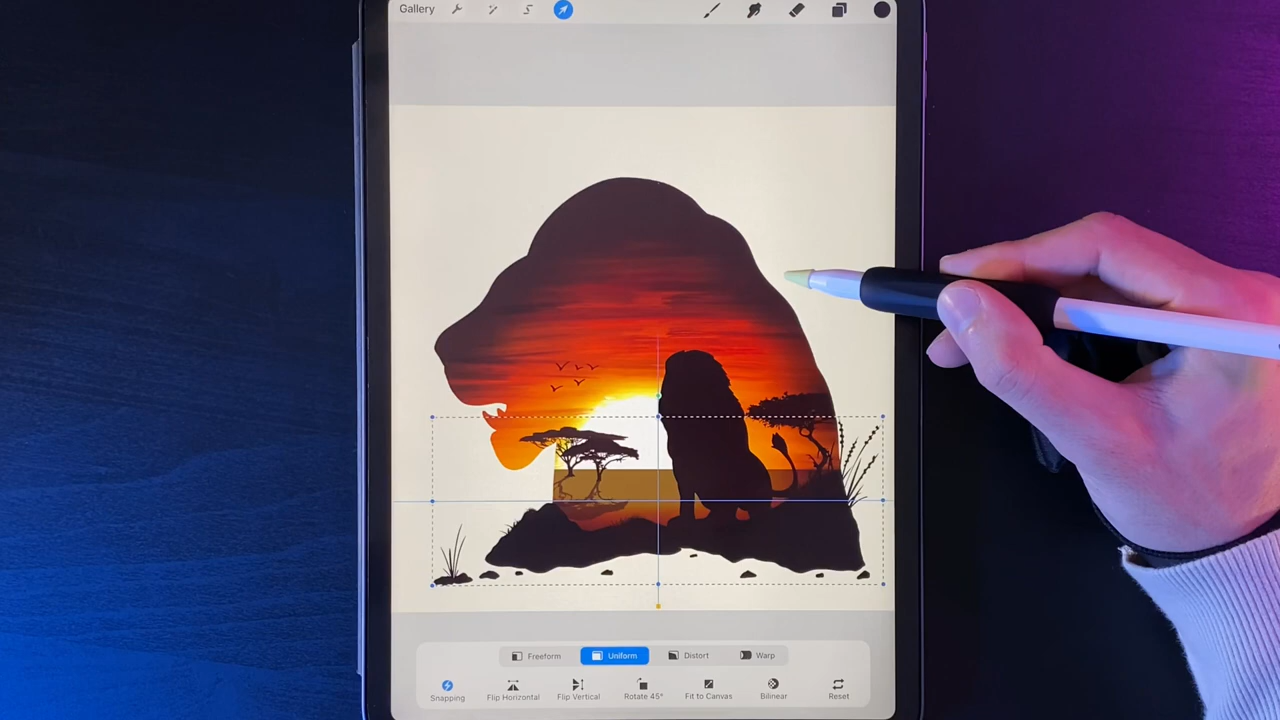 Gallery
Freeform Uniform Distort Warp
Snapping Flip Horizontal Flip Vertical Rotate 45° Fit to Canvas Bilinear Reset